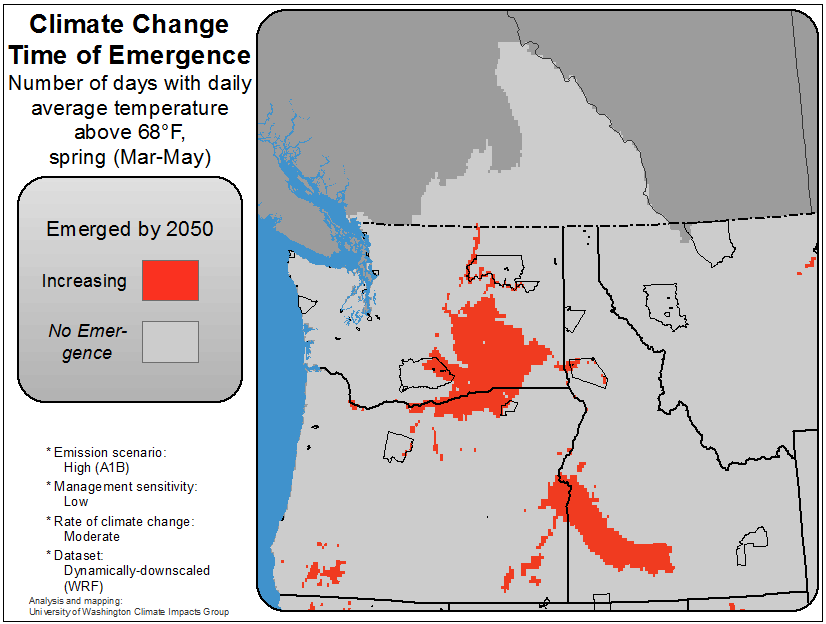 Climate Change
Time of Emergence
Number of days with daily
average temperature
above 68°F,
spring (Mar-May)
Emerged by 2050
Increasing
No Emer-
gence
* Emission scenario:
High (A1B)
* Management sensitivity:
Low
* Rate of climate change:
Moderate
* Dataset:
Dynamically-downscaled
(WRF)
Analysis and mapping:
University of Washington Climate Impacts Group